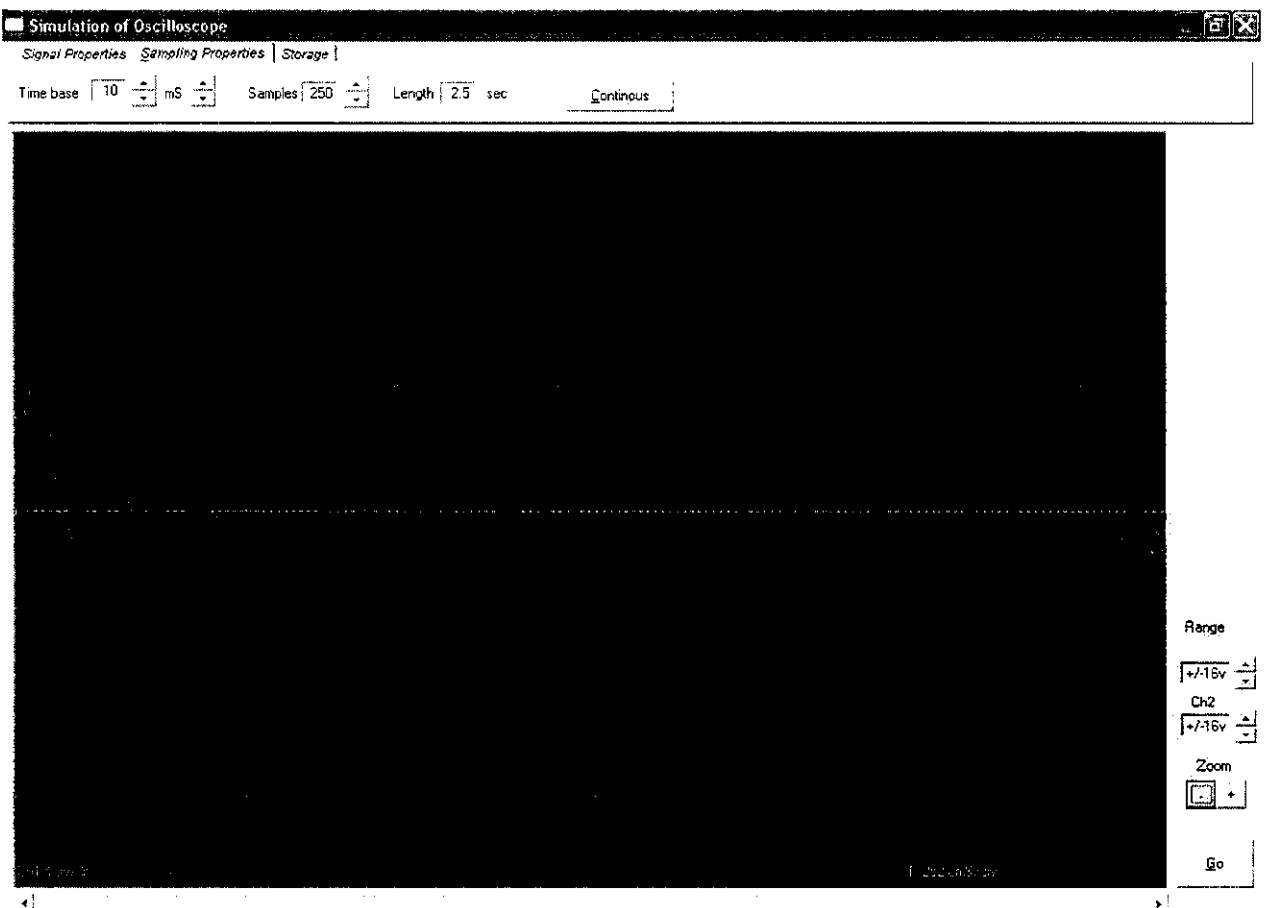 Simulation of Oscilloscope
Signal Properties Sampling Properties Storage
Time base 10 mS Samples 250 Length 2.5 sec Continous
Range
+/-16v
Ch2
+/-16v
Zoom
- +
Go